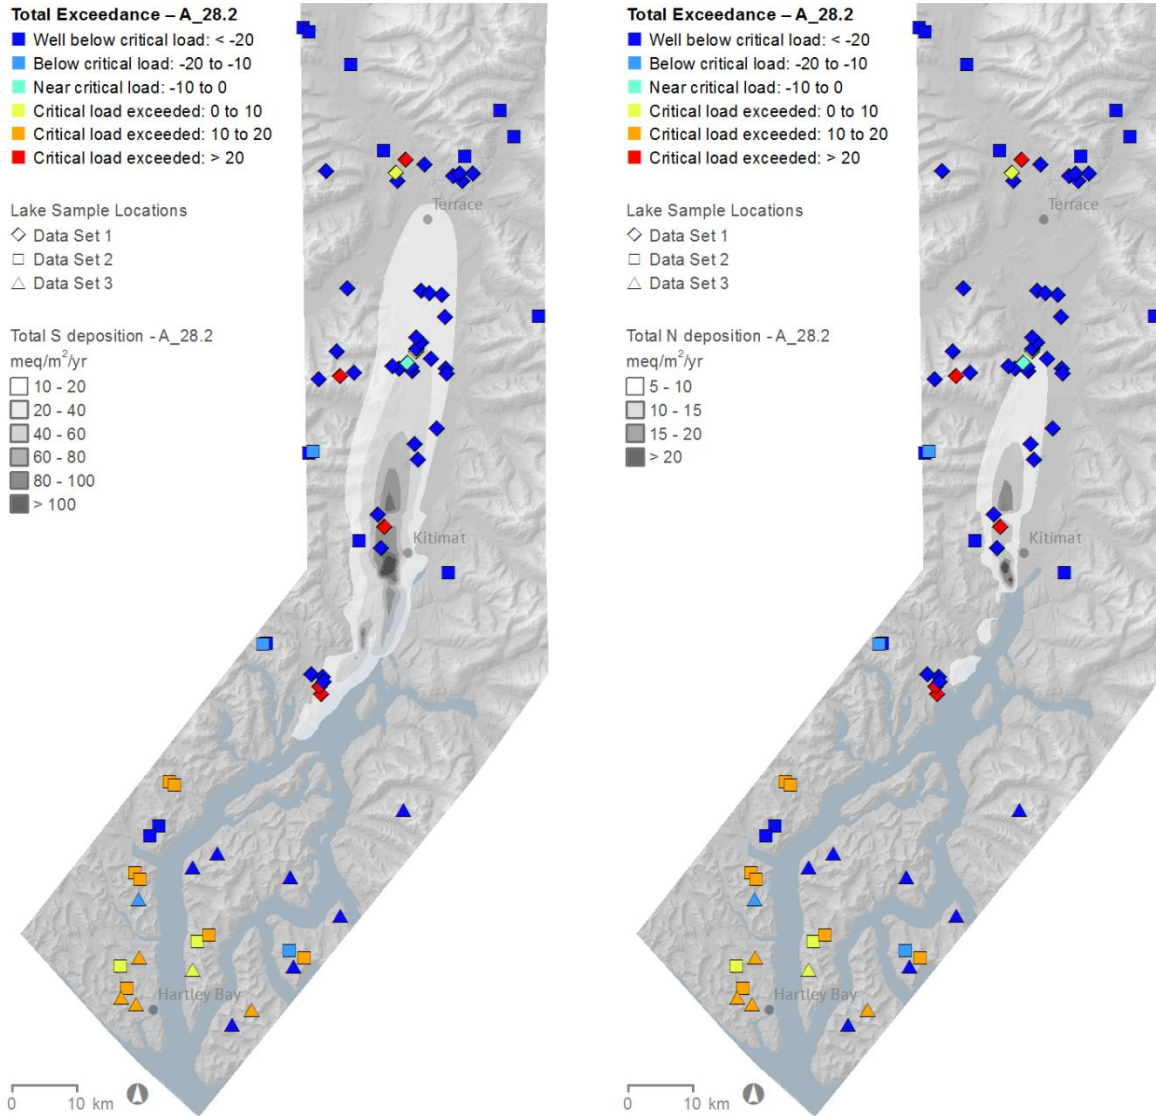 Total Exceedance – A_28.2
Well below critical load: < -20
Below critical load: -20 to -10
Near critical load: -10 to 0
Critical load exceeded: 0 to 10
Critical load exceeded: 10 to 20
Critical load exceeded: > 20
Lake Sample Locations
Data Set 1
Data Set 2
Data Set 3
Total S deposition - A_28.2
meq/m²/yr
10 - 20
20 - 40
40 - 60
60 - 80
80 - 100
> 100
Terrace
Kitimat
Hartley Bay
0 10 km
Total Exceedance – A_28.2
Well below critical load: < -20
Below critical load: -20 to -10
Near critical load: -10 to 0
Critical load exceeded: 0 to 10
Critical load exceeded: 10 to 20
Critical load exceeded: > 20
Lake Sample Locations
Data Set 1
Data Set 2
Data Set 3
Total N deposition - A_28.2
meq/m²/yr
5 - 10
10 - 15
15 - 20
> 20
Terrace
Kitimat
Hartley Bay
0 10 km